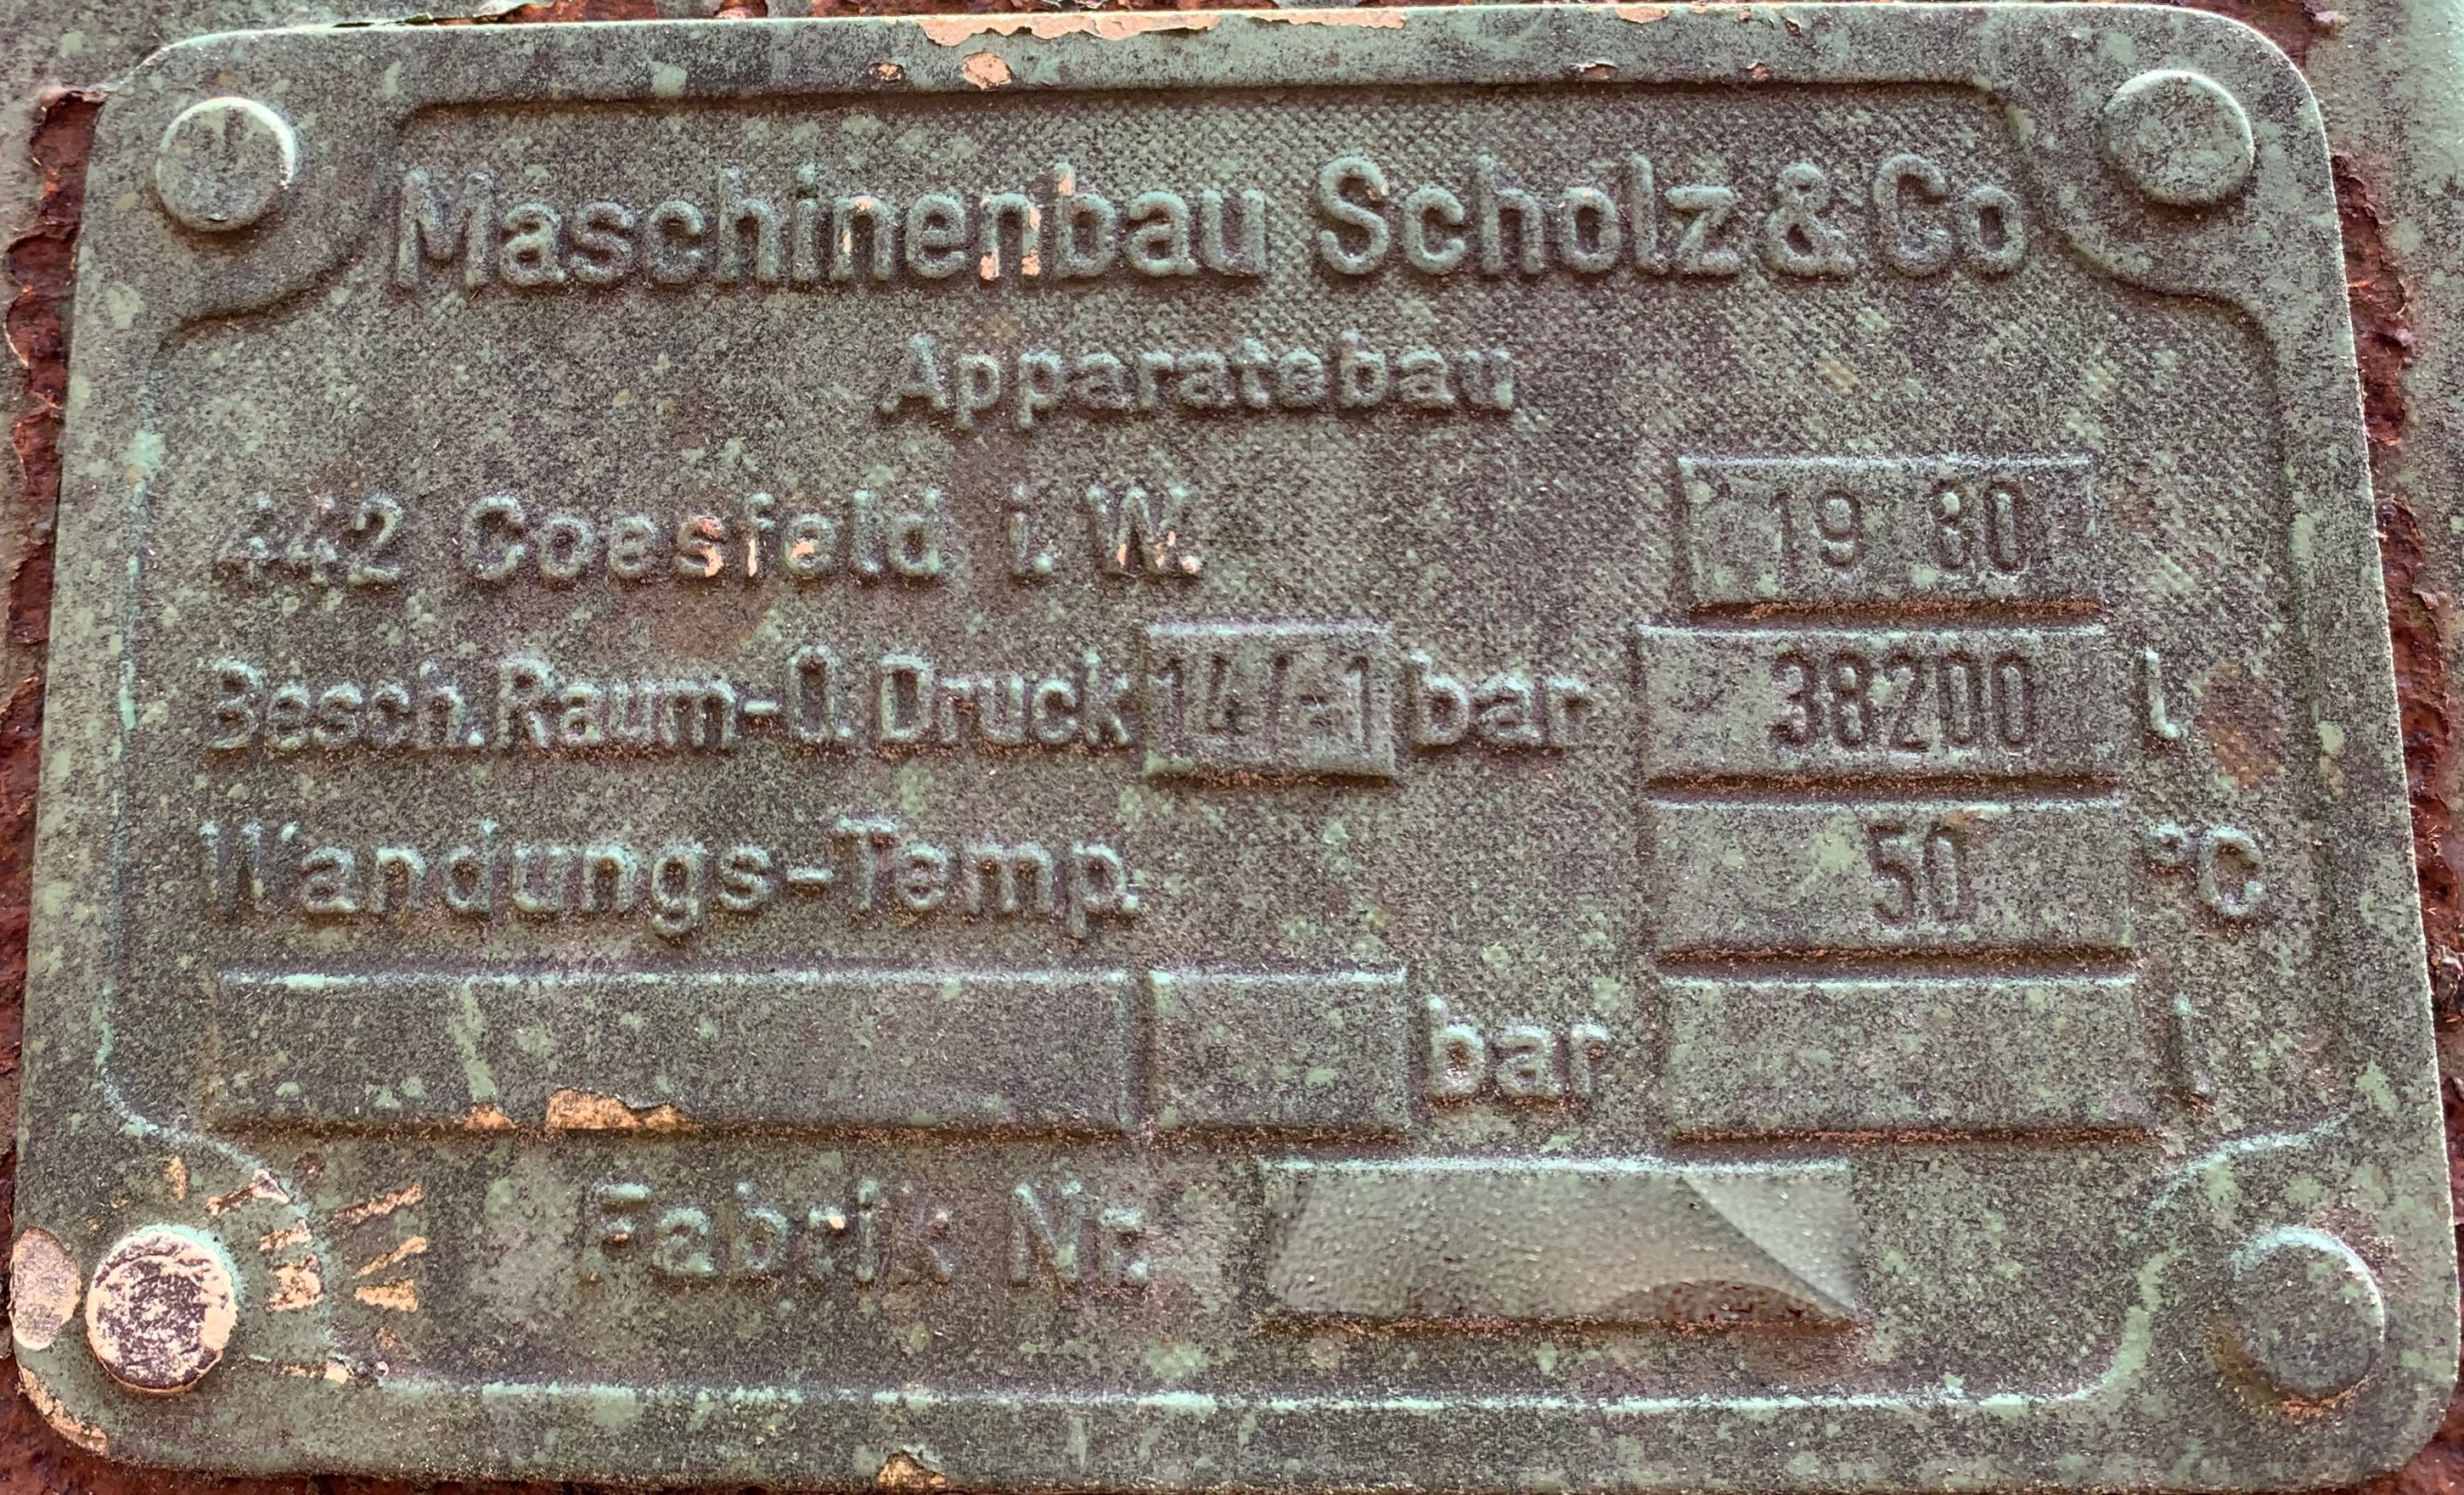 Maschinenbau Scholz & Co
Apparatebau
442 Coesfeld i. W. 19 80
Besch. Raum-Ü. Druck 14/-1 bar 38200 l
Wandungs-Temp. 50 °C
bar l
Fabrik Nr.